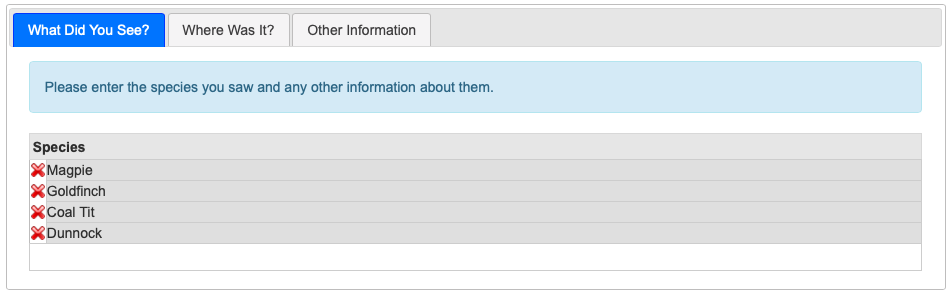 What Did You See? Where Was It? Other Information
Please enter the species you saw and any other information about them.
Species
Magpie
Goldfinch
Coal Tit
Dunnock